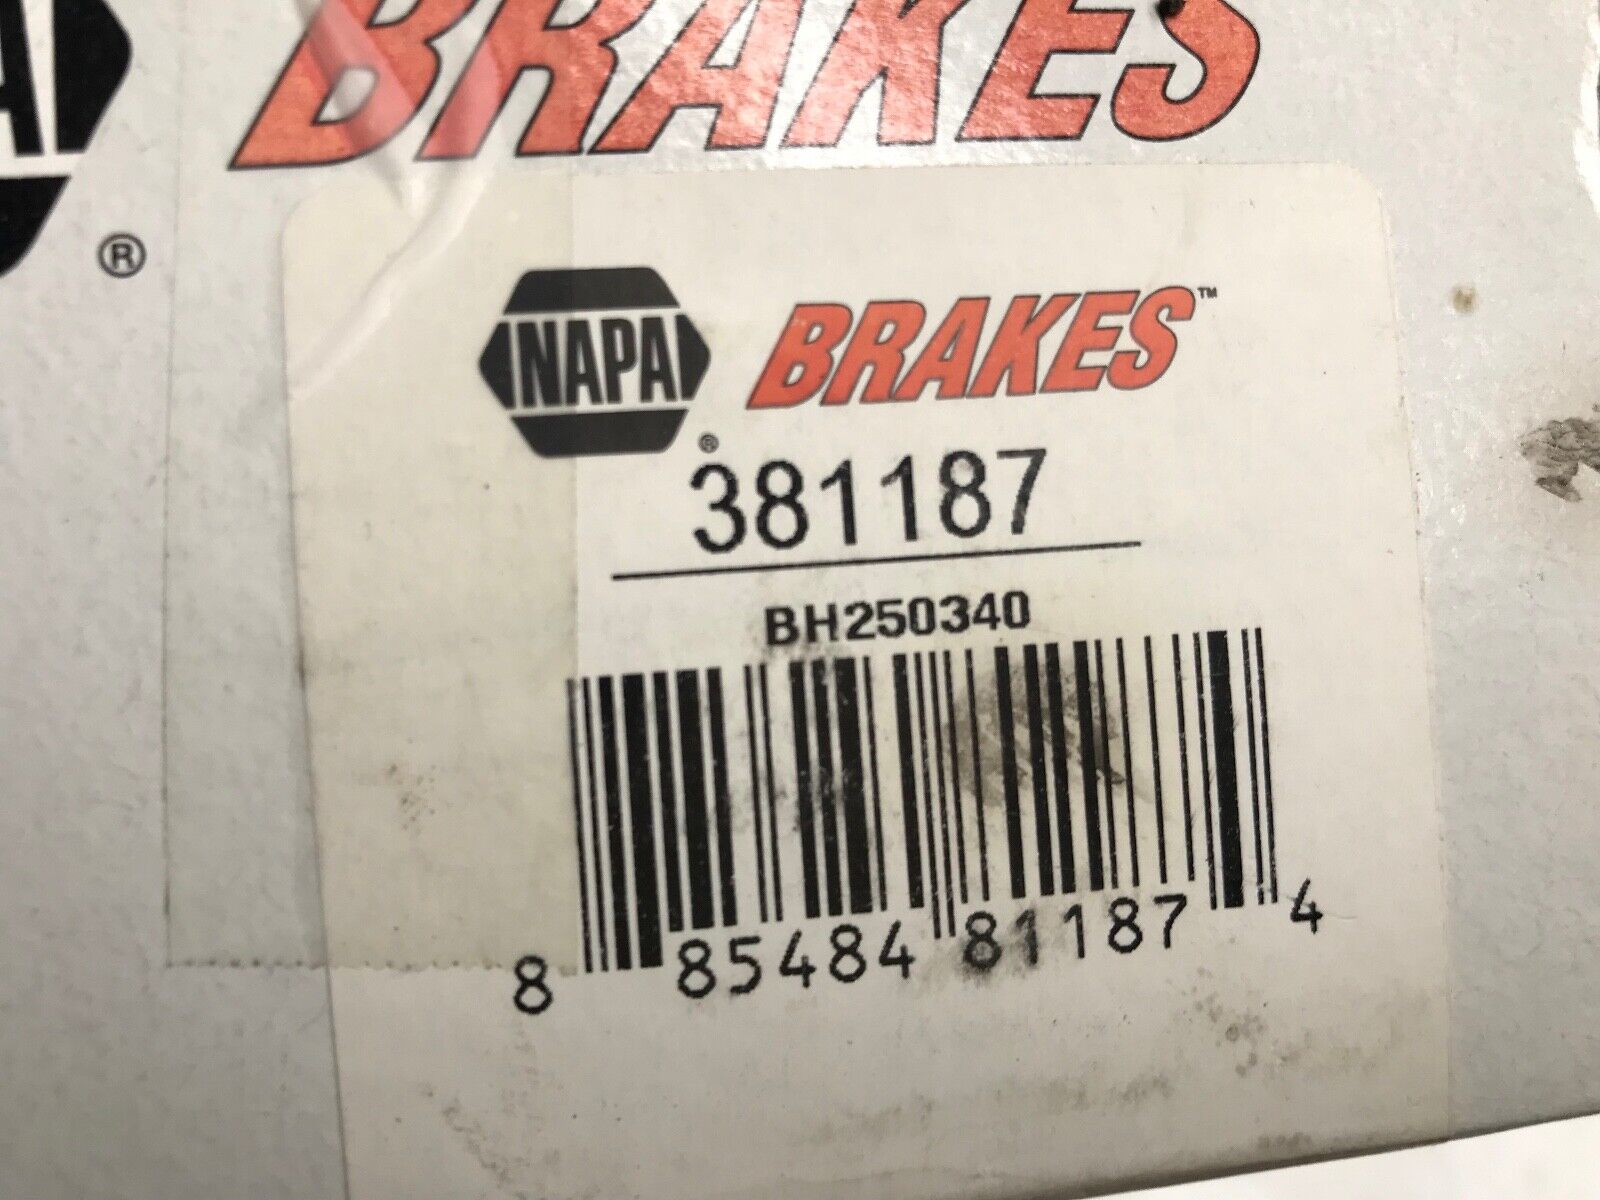 BRAKES
®
NAPA BRAKES™
®
381187
BH250340
8 85484 81187 4